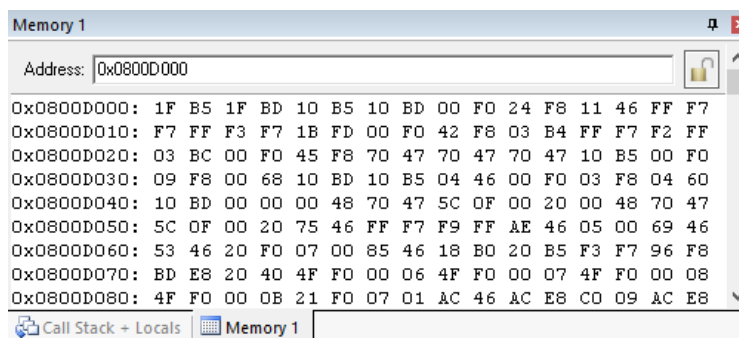 Memory 1
Address: 0x0800D000
0x0800D000: 1F B5 1F BD 10 B5 10 BD 00 F0 24 F8 11 46 FF F7
0x0800D010: F7 FF F3 F7 1B FD 00 F0 42 F8 03 B4 FF F7 F2 FF
0x0800D020: 03 BC 00 F0 45 F8 70 47 70 47 70 47 10 B5 00 F0
0x0800D030: 09 F8 00 68 10 BD 10 B5 04 46 00 F0 03 F8 04 60
0x0800D040: 10 BD 00 00 00 48 70 47 5C 0F 00 20 00 48 70 47
0x0800D050: 5C 0F 00 20 75 46 FF F7 F9 FF AE 46 05 00 69 46
0x0800D060: 53 46 20 F0 07 00 85 46 18 B0 20 B5 F3 F7 96 F8
0x0800D070: BD E8 20 40 4F F0 00 06 4F F0 00 07 4F F0 00 08
0x0800D080: 4F F0 00 0B 21 F0 07 01 AC 46 AC E8 C0 09 AC E8
Call Stack + Locals Memory 1